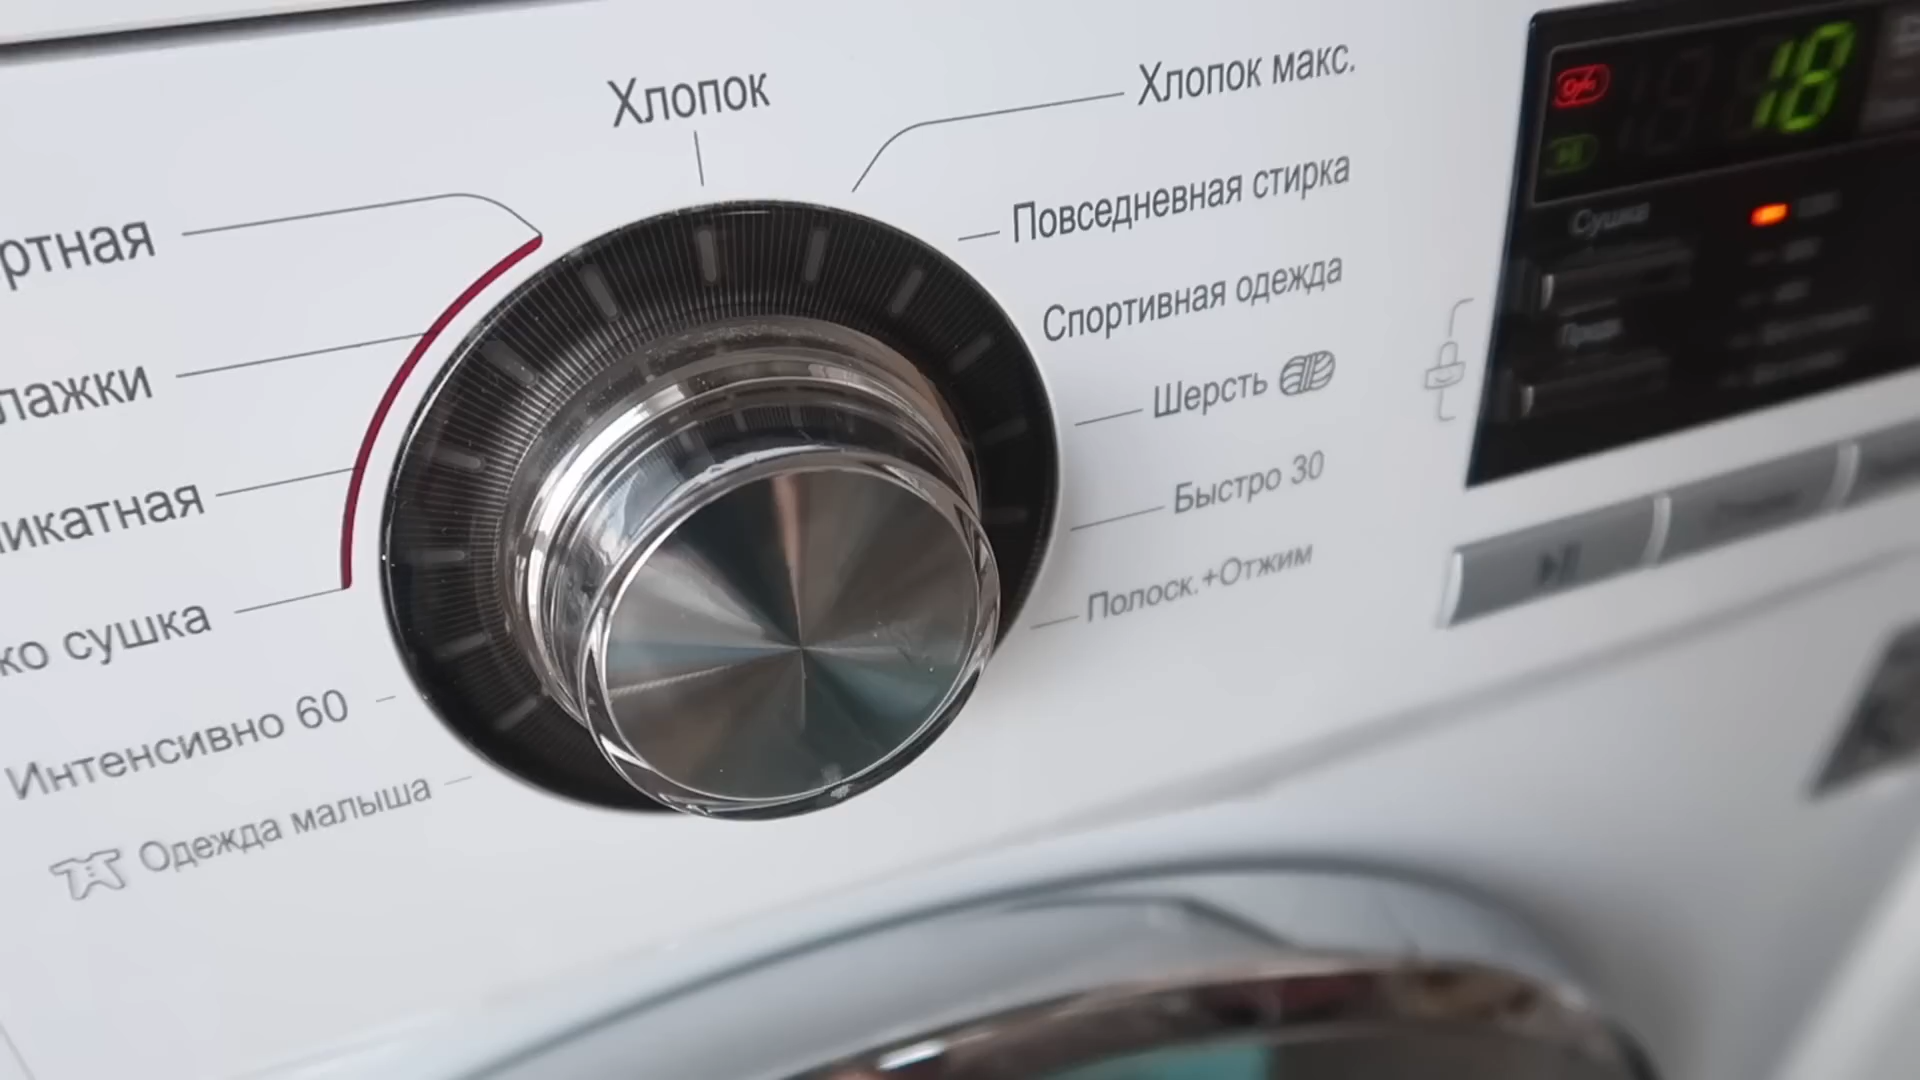 Хлопок
Хлопок макс.
Повседневная стирка
Спортивная одежда
Шерсть
Быстро 30
Полоск.+Отжим
ртная
лажки
икатная
ко сушка
Интенсивно 60
Одежда малыша
18
Сушка